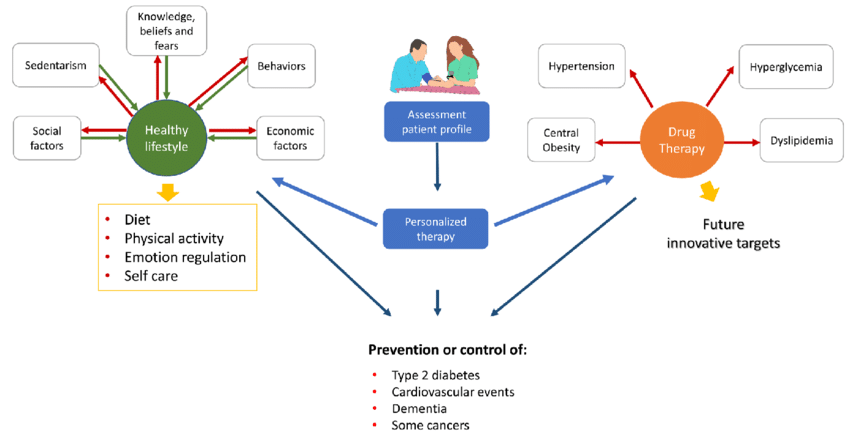 Knowledge,
beliefs and
fears
Sedentarism
Behaviors
Social
factors
Healthy
lifestyle
Economic
factors
Diet
Physical activity
Emotion regulation
Self care
Assessment
patient profile
Personalized
therapy
Hypertension
Hyperglycemia
Central
Obesity
Drug
Therapy
Dyslipidemia
Future
innovative targets
Prevention or control of:
Type 2 diabetes
Cardiovascular events
Dementia
Some cancers